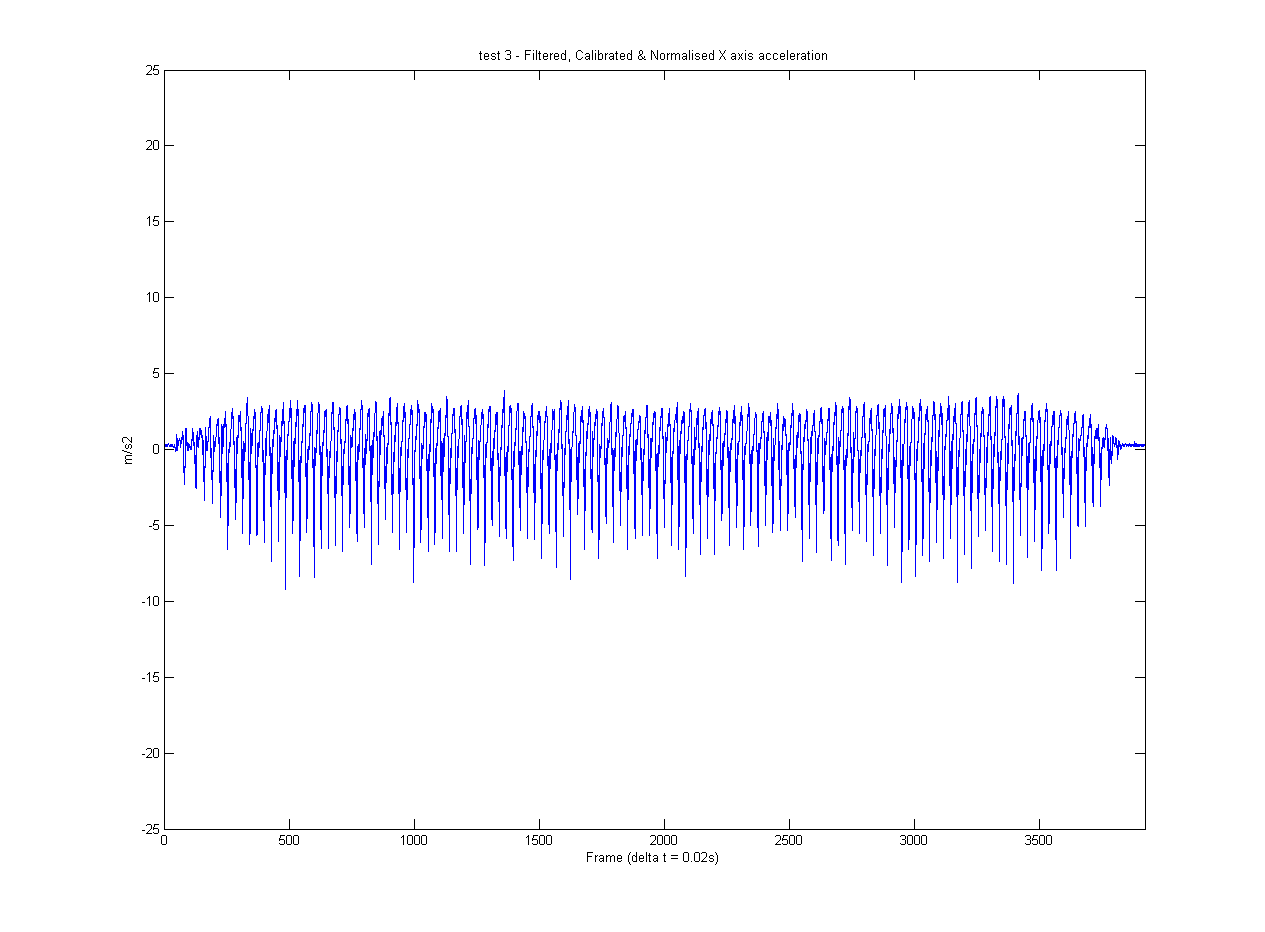 test 3 - Filtered, Calibrated & Normalised X axis acceleration
25
20
15
10
5
0
-5
-10
-15
-20
-25
m/s2
0 500 1000 1500 2000 2500 3000 3500
Frame (delta t = 0.02s)